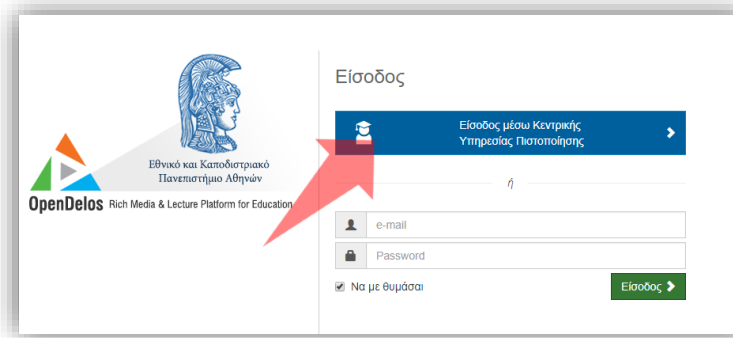 Εθνικό και Καποδιστριακό
Πανεπιστήμιο Αθηνών
OpenDelos Rich Media & Lecture Platform for Education
Είσοδος
Είσοδος μέσω Κεντρικής
Υπηρεσίας Πιστοποίησης
ή
e-mail
Password
Να με θυμάσαι
Είσοδος